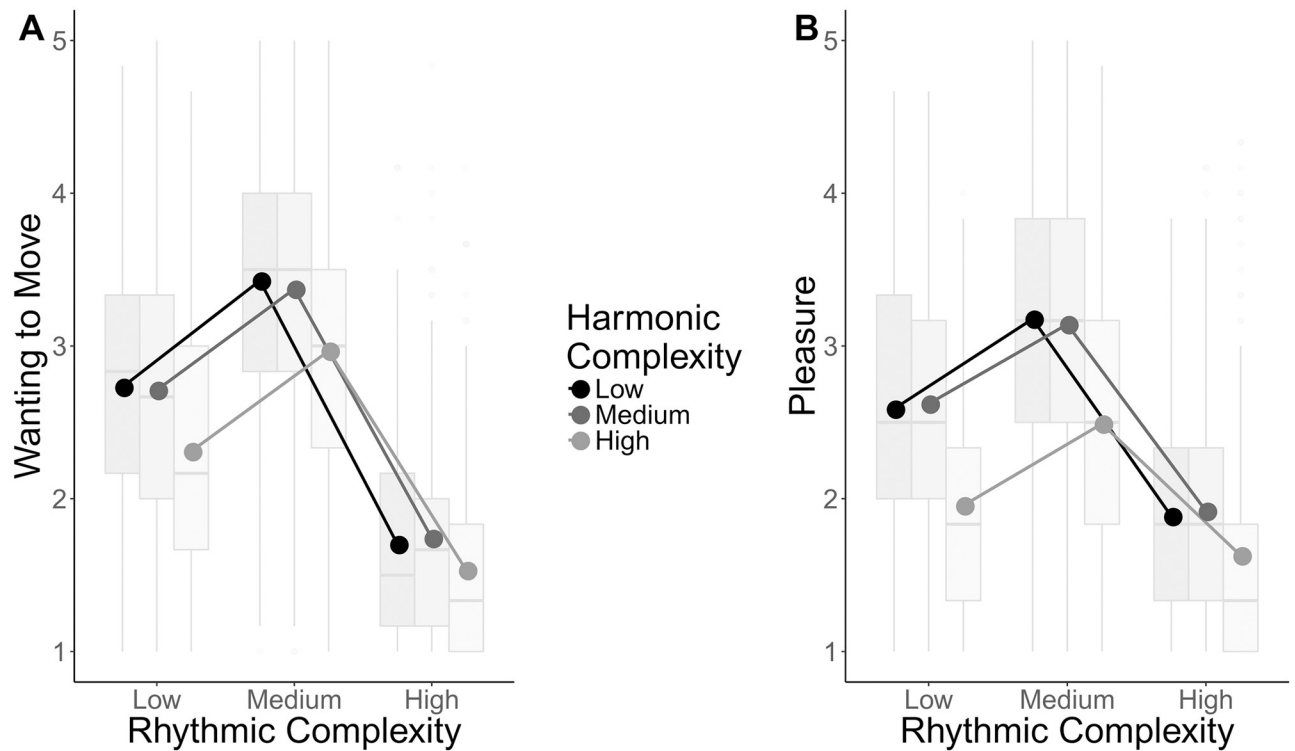 A
5
4
3
2
1
Wanting to Move
Low
Medium
High
Rhythmic Complexity
Harmonic
Complexity
Low
Medium
High
B
5
4
3
2
1
Pleasure
Low
Medium
High
Rhythmic Complexity